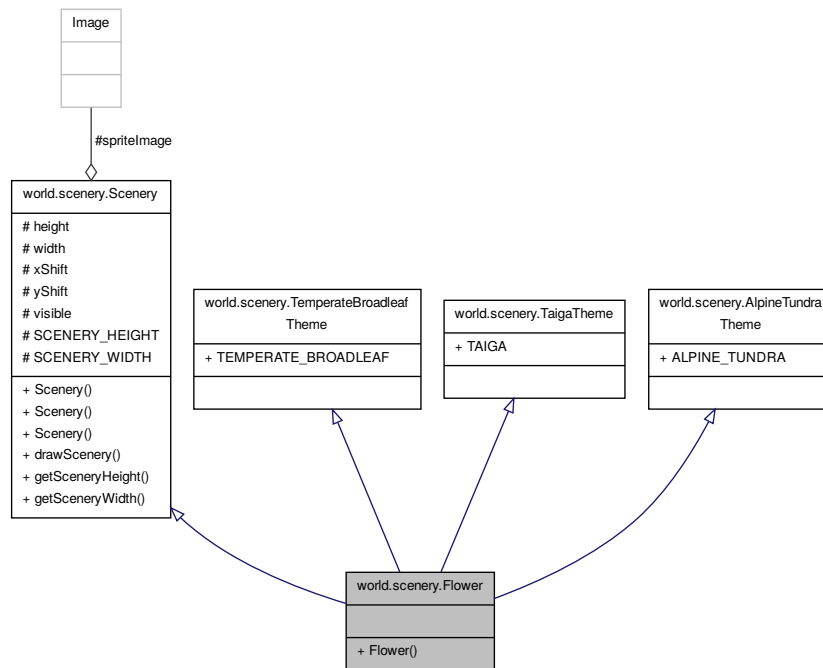 Image
#spriteImage
world.scenery.Scenery
# height
# width
# xShift
# yShift
# visible
# SCENERY_HEIGHT
# SCENERY_WIDTH
+ Scenery()
+ Scenery()
+ Scenery()
+ drawScenery()
+ getSceneryHeight()
+ getSceneryWidth()
world.scenery.TemperateBroadleaf
Theme
+ TEMPERATE_BROADLEAF
world.scenery.TaigaTheme
+ TAIGA
world.scenery.AlpineTundra
Theme
+ ALPINE_TUNDRA
world.scenery.Flower
+ Flower()